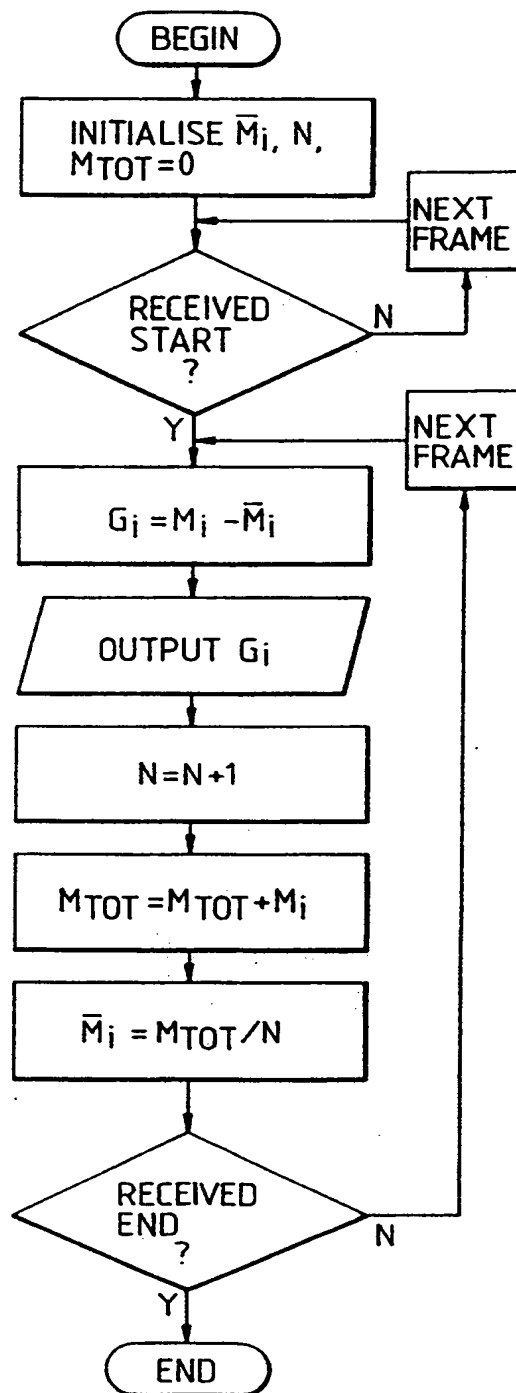 BEGIN
INITIALISE M̅i, N,
MTOT=0
NEXT
FRAME
RECEIVED
START
?
N
Y
NEXT
FRAME
Gi=Mi-M̅i
OUTPUT Gi
N=N+1
MTOT=MTOT+Mi
M̅i=MTOT/N
RECEIVED
END
?
N
Y
END